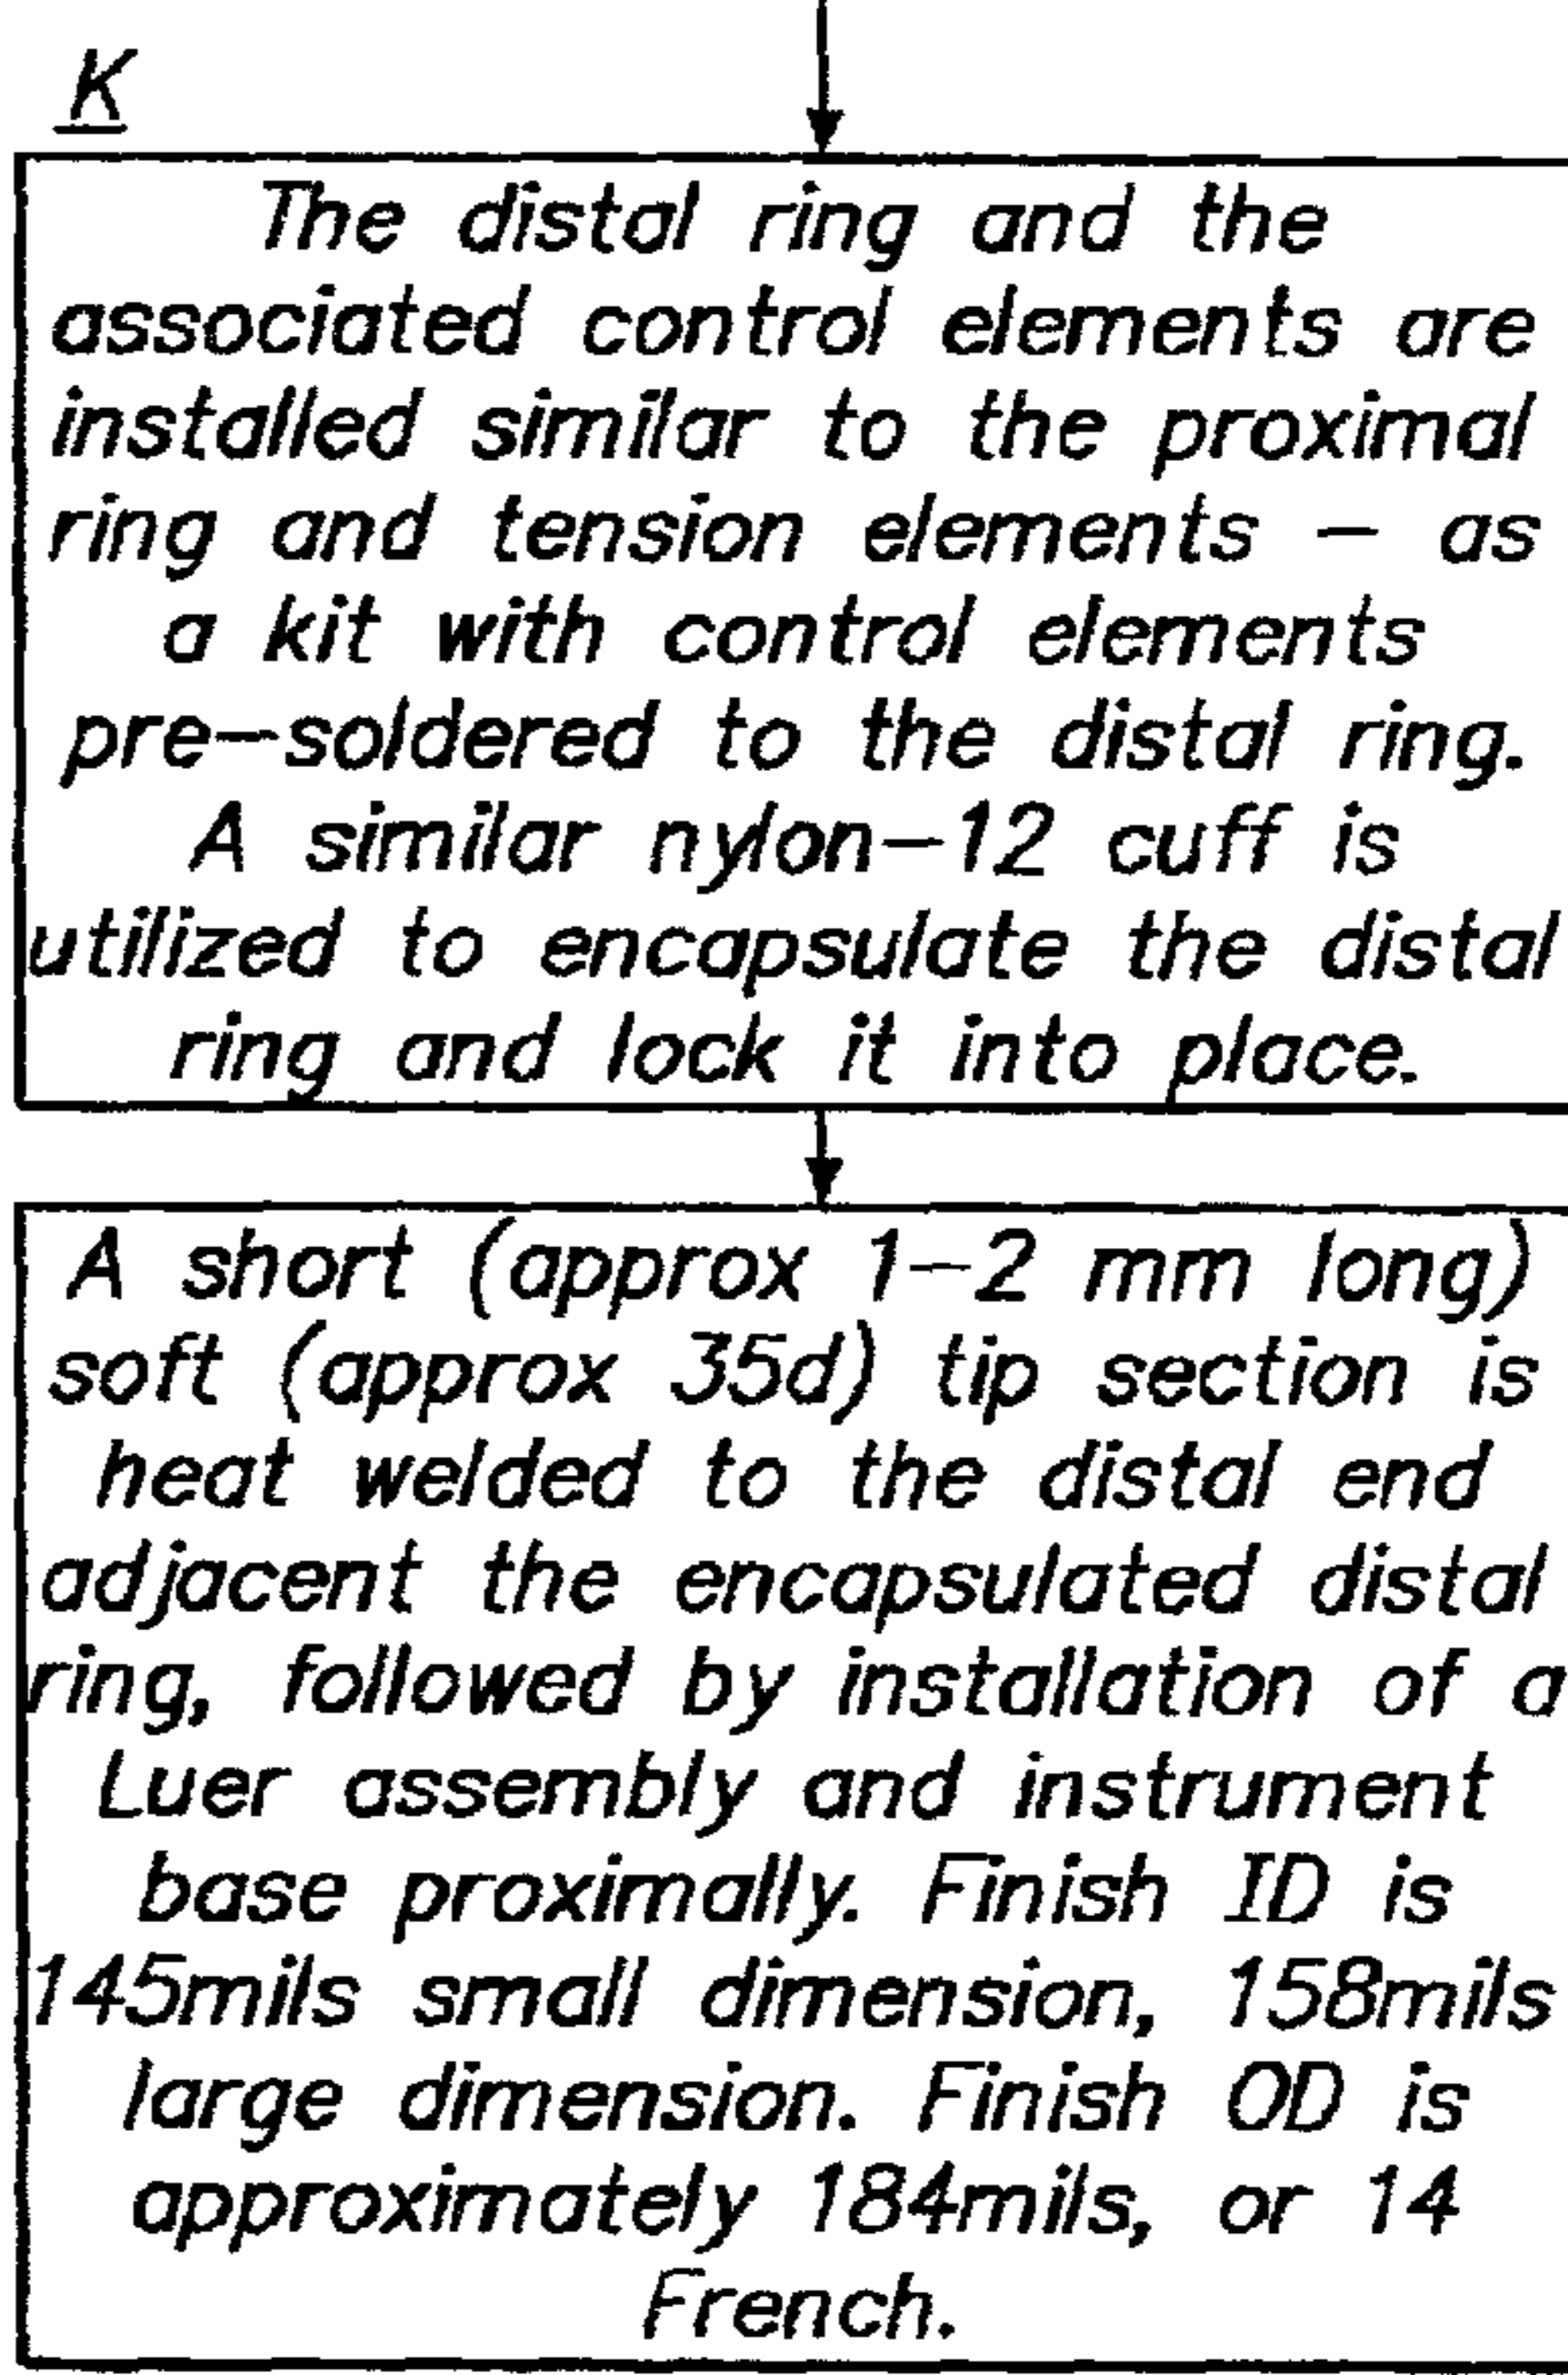 K
The distal ring and the
associated control elements are
installed similar to the proximal
ring and tension elements – as
a kit with control elements
pre–soldered to the distal ring.
A similar nylon–12 cuff is
utilized to encapsulate the distal
ring and lock it into place.
A short (approx 1–2 mm long)
soft (approx 35d) tip section is
heat welded to the distal end
adjacent the encapsulated distal
ring, followed by installation of a
Luer assembly and instrument
base proximally. Finish ID is
145mils small dimension, 158mils
large dimension. Finish OD is
approximately 184mils, or 14
French.